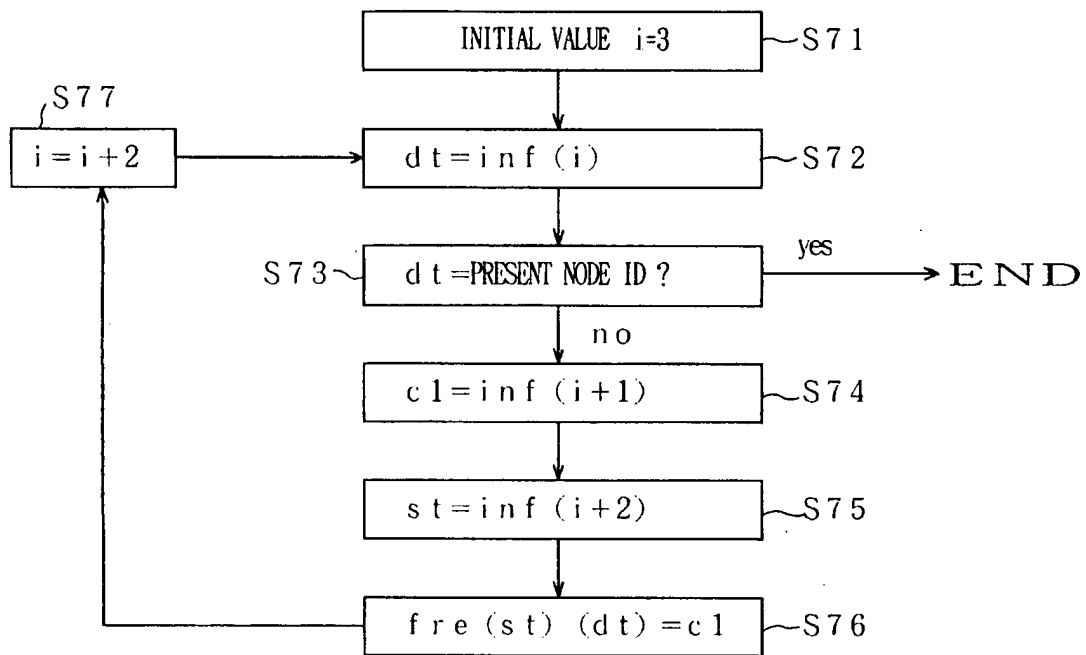 INITIAL VALUE i=3
S71
S77
i=i+2
dt=inf(i)
S72
S73
dt=PRESENT NODE ID?
yes
END
no
c1=inf(i+1)
S74
st=inf(i+2)
S75
fre(st)(dt)=c1
S76